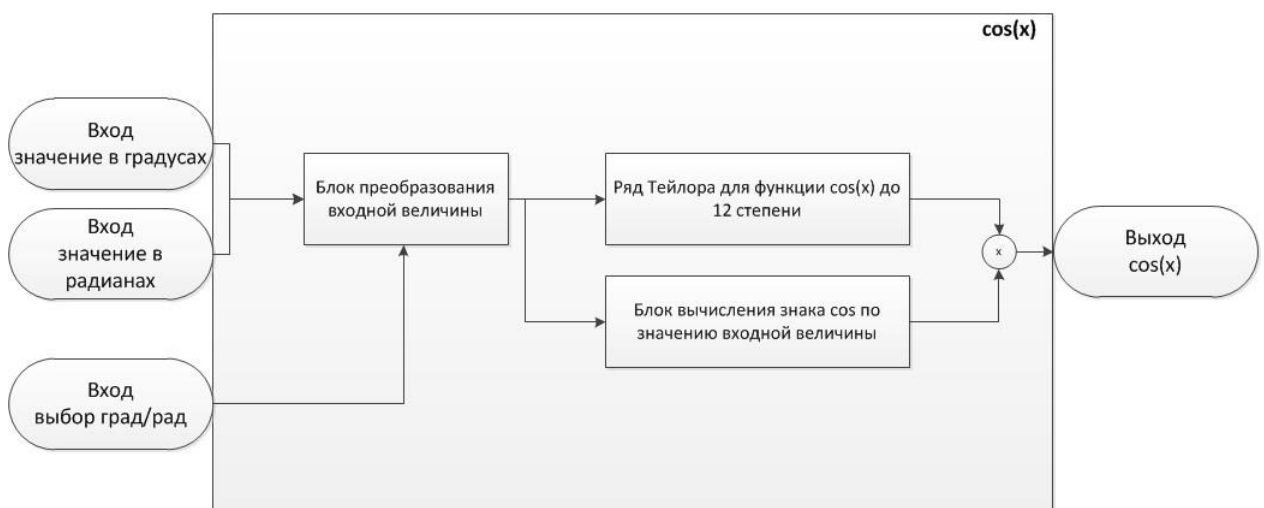 cos(x)
Вход
значение в градусах
Вход
значение в
радианах
Вход
выбор град/рад
Блок преобразования
входной величины
Ряд Тейлора для функции cos(x) до
12 степени
Блок вычисления знака cos по
значению входной величины
x
Выход
cos(x)